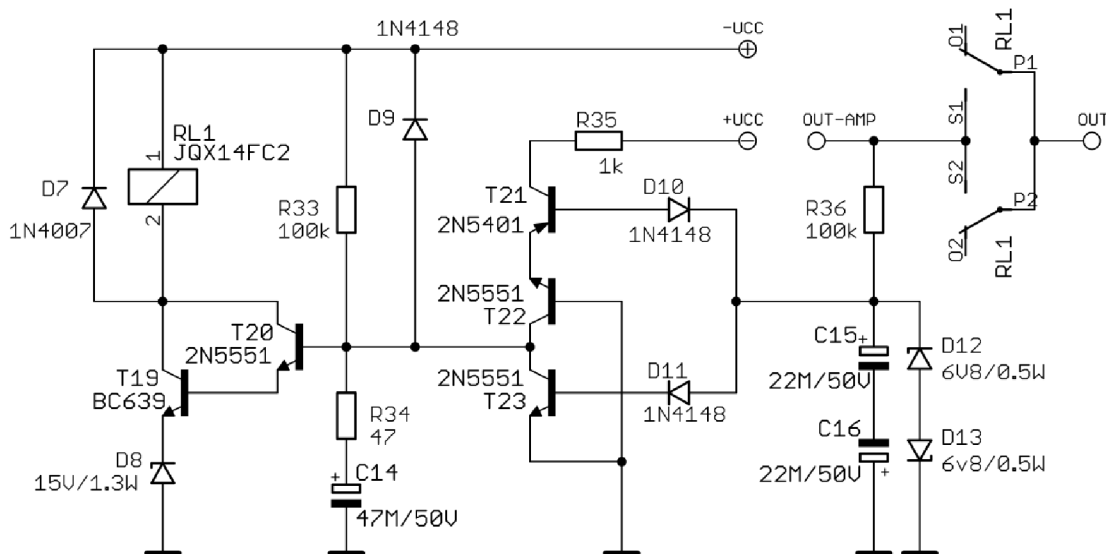 1N4148
-UCC
O1
RL1
P1
D9
R35
+UCC
OUT-AMP
S1
OUT
RL1
JQX14FC2
1
1k
S2
D7
T21
D10
2
R33
2N5401
R36
P2
1N4007
100k
1N4148
100k
O2
RL1
2N5551
T20
T22
C15
+
2N5551
D12
2N5551
D11
22M/50V
6V8/0.5W
T19
T23
1N4148
BC639
R34
C16
D13
D8
47
22M/50V
6v8/0.5W
15V/1.3W
+
C14
+
47M/50V